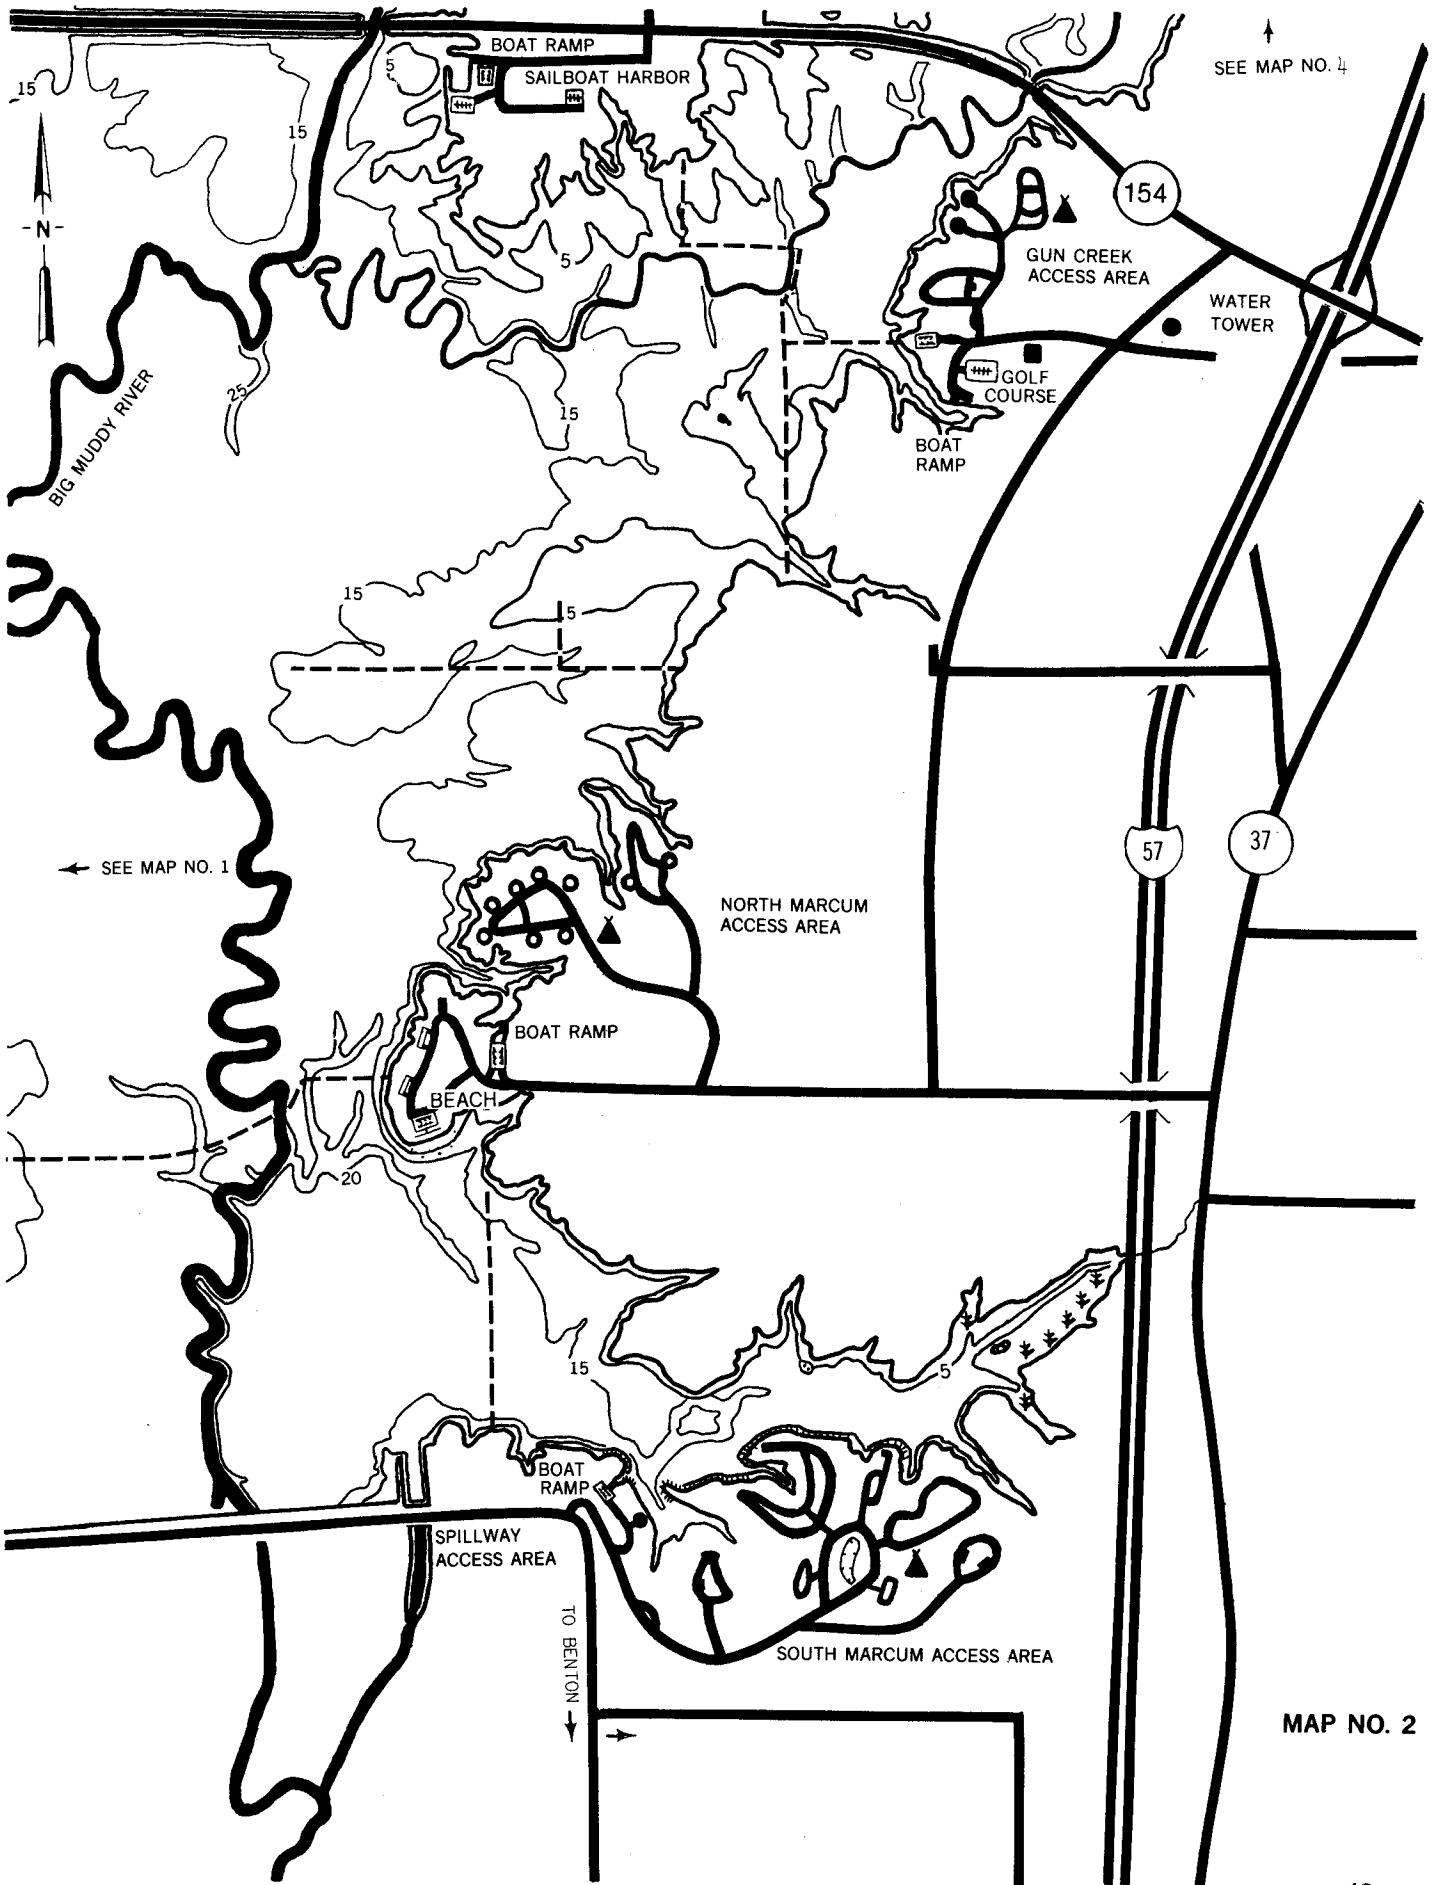 BOAT RAMP
SEE MAP NO. 4
5
SAILBOAT HARBOR
15
15
154
-N-
GUN CREEK
ACCESS AREA
5
WATER
TOWER
25
GOLF
COURSE
15
BIG MUDDY RIVER
BOAT
RAMP
15
5
37
57
SEE MAP NO. 1
NORTH MARCUM
ACCESS AREA
BOAT RAMP
BEACH
20
15
5
BOAT
RAMP
SPILLWAY
ACCESS AREA
TO BENTON
SOUTH MARCUM ACCESS AREA
MAP NO. 2